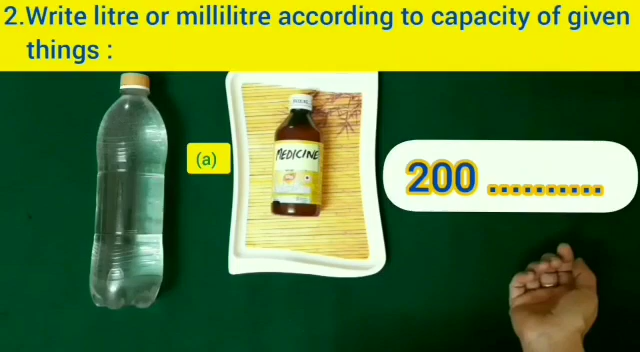 2.Write litre or millilitre according to capacity of given
things :
(a)
MEDICINE
200 ..........